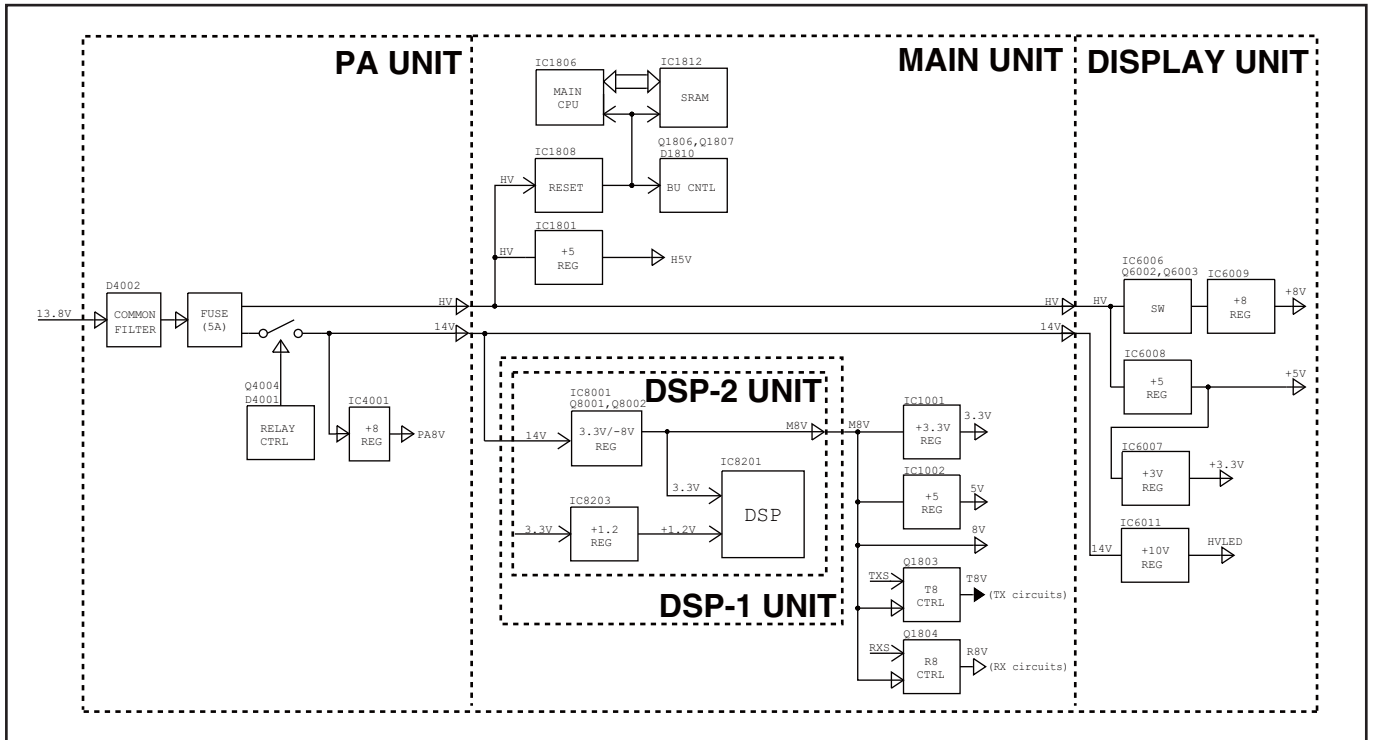 PA UNIT
MAIN UNIT
DISPLAY UNIT
IC1806
MAIN
CPU
IC1812
SRAM
Q1806,Q1807
D1810
BU CNTL
IC1808
HV
RESET
IC1801
HV
+5
REG
H5V
13.8V
D4002
COMMON
FILTER
FUSE
(5A)
HV
14V
Q4004
D4001
RELAY
CTRL
IC4001
+8
REG
PA8V
HV
14V
DSP-2 UNIT
IC8001
Q8001,Q8002
14V
3.3V/-8V
REG
M8V
IC8201
3.3V
DSP
IC8203
3.3V
+1.2
REG
+1.2V
DSP-1 UNIT
M8V
IC1001
+3.3V
REG
3.3V
IC1002
+5
REG
5V
8V
Q1803
TXS
T8
CTRL
T8V
(TX circuits)
Q1804
RXS
R8
CTRL
R8V
(RX circuits)
HV
IC6006
Q6002,Q6003
SW
IC6009
+8
REG
+8V
IC6008
+5
REG
+5V
IC6007
+3V
REG
+3.3V
IC6011
14V
+10V
REG
HVLED